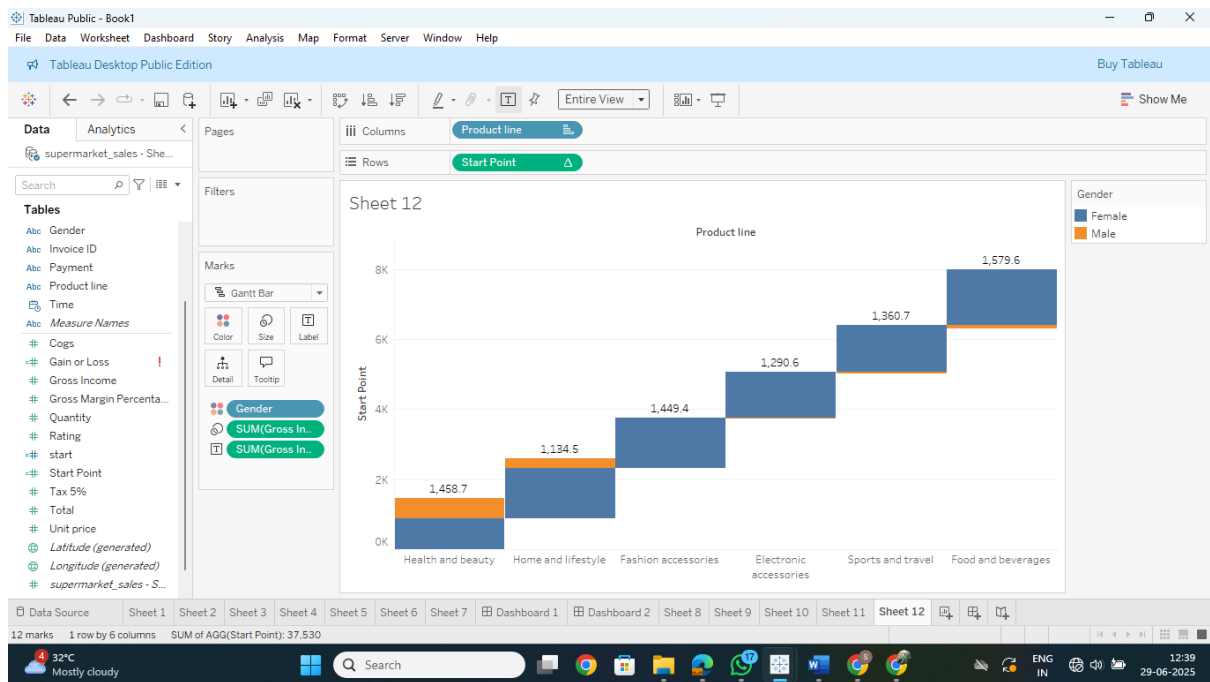 Tableau Public - Book1
File Data Worksheet Dashboard Story Analysis Map Format Server Window Help
Tableau Desktop Public Edition Buy Tableau
Entire View Show Me
Data Analytics
supermarket_sales - She...
Search
Tables
Abc Gender
Abc Invoice ID
Abc Payment
Abc Product line
Time
Abc Measure Names
# Cogs
=# Gain or Loss !
# Gross Income
# Gross Margin Percenta...
# Quantity
# Rating
=# start
=# Start Point
# Tax 5%
# Total
# Unit price
Latitude (generated)
Longitude (generated)
# supermarket_sales - S...
Pages
Filters
Marks
Gantt Bar
Color Size Label
Detail Tooltip
Gender
SUM(Gross In..
SUM(Gross In..
Columns Product line
Rows Start Point
Sheet 12
Product line
Start Point
8K
6K
4K
2K
0K
1,458.7
1,134.5
1,449.4
1,290.6
1,360.7
1,579.6
Health and beauty
Home and lifestyle
Fashion accessories
Electronic
accessories
Sports and travel
Food and beverages
Gender
Female
Male
Data Source Sheet 1 Sheet 2 Sheet 3 Sheet 4 Sheet 5 Sheet 6 Sheet 7 Dashboard 1 Dashboard 2 Sheet 8 Sheet 9 Sheet 10 Sheet 11 Sheet 12
12 marks 1 row by 6 columns SUM of AGG(Start Point): 37.530
4
32°C
Mostly cloudy
Search
17
ENG
IN
12:39
29-06-2025